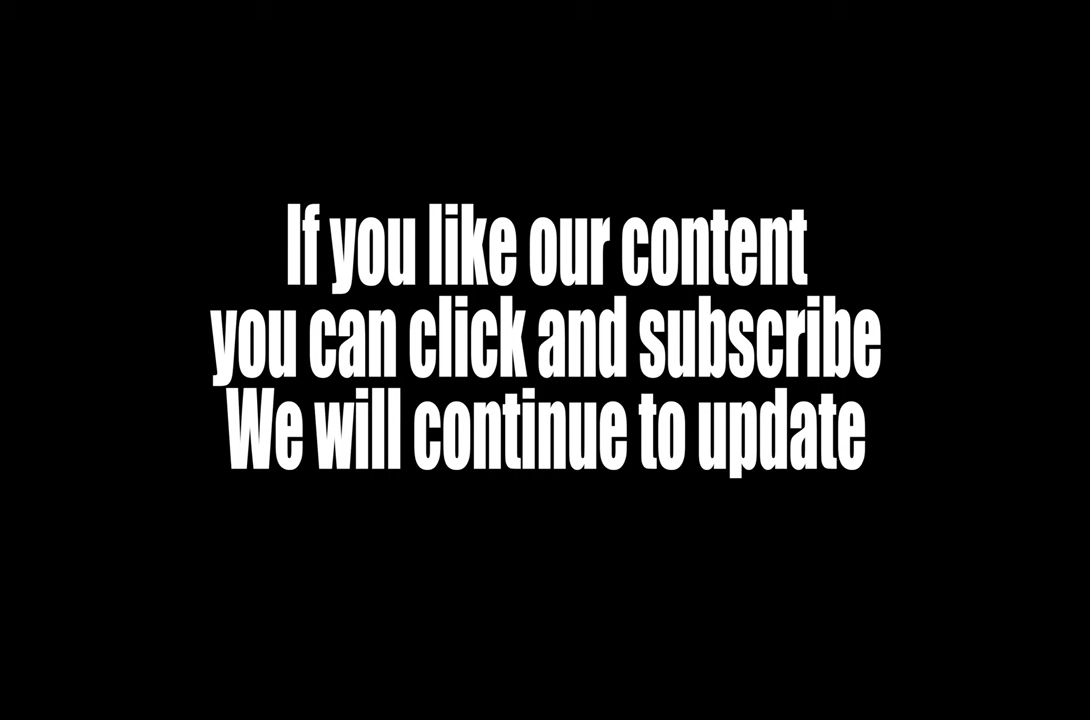 If you like our content
you can click and subscribe
We will continue to update